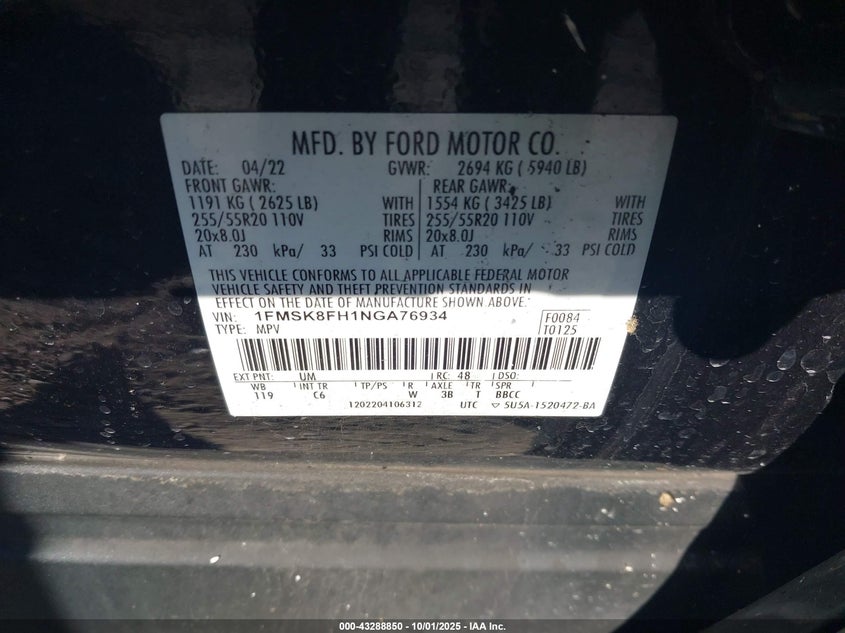 MFD. BY FORD MOTOR CO.
DATE: 04/22 GVWR: 2694 KG ( 5940 LB)
FRONT GAWR: REAR GAWR:
1191 KG ( 2625 LB) WITH 1554 KG ( 3425 LB) WITH
255/55R20 110V TIRES 255/55R20 110V TIRES
20x8.0J RIMS 20x8.0J RIMS
AT 230 kPa/ 33 PSI COLD AT 230 kPa/ 33 PSI COLD
THIS VEHICLE CONFORMS TO ALL APPLICABLE FEDERAL MOTOR
VEHICLE SAFETY AND THEFT PREVENTION STANDARDS IN
EFFECT ON THE DATE OF MANUFACTURE SHOWN ABOVE.
VIN: 1FMSK8FH1NGA76934 F0084
TYPE: MPV T0125
EXT PNT: UM RC: 48 DSO:
WB INT TR TP/PS R AXLE TR SPR
119 C6 W 3B T BBCC
1202204106312 UTC ▽ 5U5A-1520472-BA
000-43288850 - 10/01/2025 - IAA Inc.